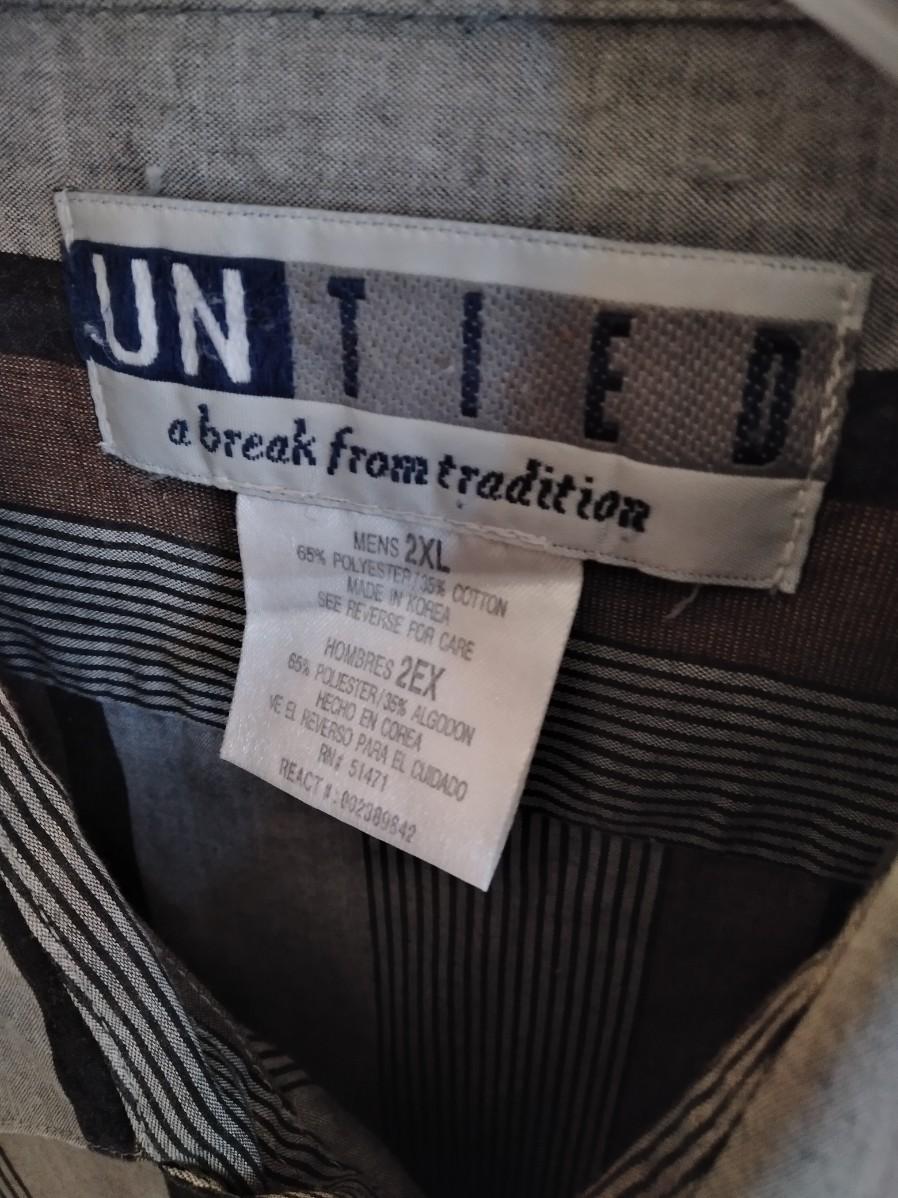 UNTIED
a break from tradition
MENS 2XL
65% POLYESTER/35% COTTON
MADE IN KOREA
SEE REVERSE FOR CARE
HOMBRES 2EX
65% POLIESTER/35% ALGODON
HECHO EN COREA
VE EL REVERSO PARA EL CUIDADO
RN# 51471
REACT #:002389842